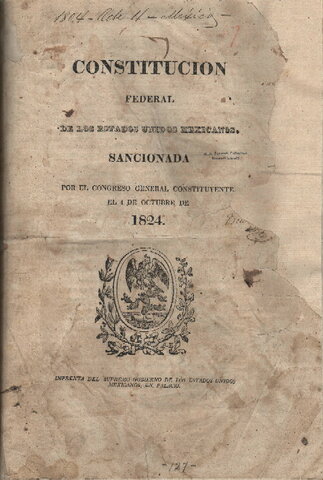 CONSTITUCION
FEDERAL
DE LOS ESTADOS UNIDOS MEXICANOS.
SANCIONADA
POR EL CONGRESO GENERAL CONSTITUYENTE
EL 4 DE OCTUBRE DE
1824.
IMPRENTA DEL SUPREMO GOBIERNO DE LOS ESTADOS UNIDOS
MEXICANOS, EN PALACIO.
-127-